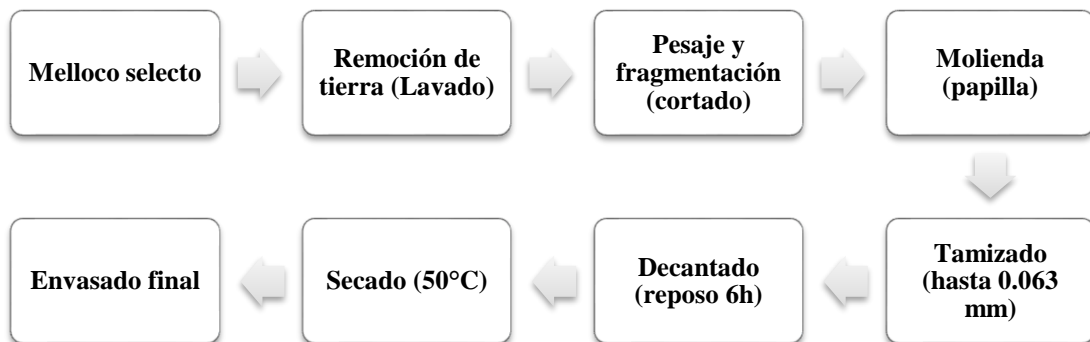 Melloco selecto
Remoción de
tierra (Lavado)
Pesaje y
fragmentación
(cortado)
Molienda
(papilla)
Tamizado
(hasta 0.063
mm)
Decantado
(reposo 6h)
Secado (50°C)
Envasado final